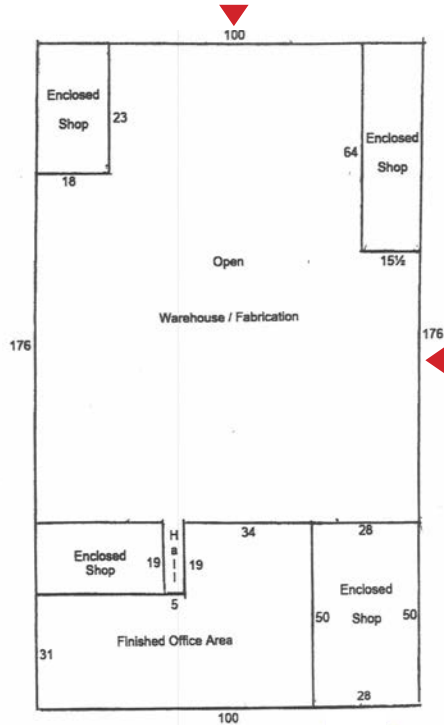 100
Enclosed
Shop
23
18
Enclosed
Shop
64
15½
Open
Warehouse / Fabrication
176
176
34
28
Enclosed
Shop
19
H
a
l
l
19
5
Enclosed
Shop
50
50
Finished Office Area
31
28
100